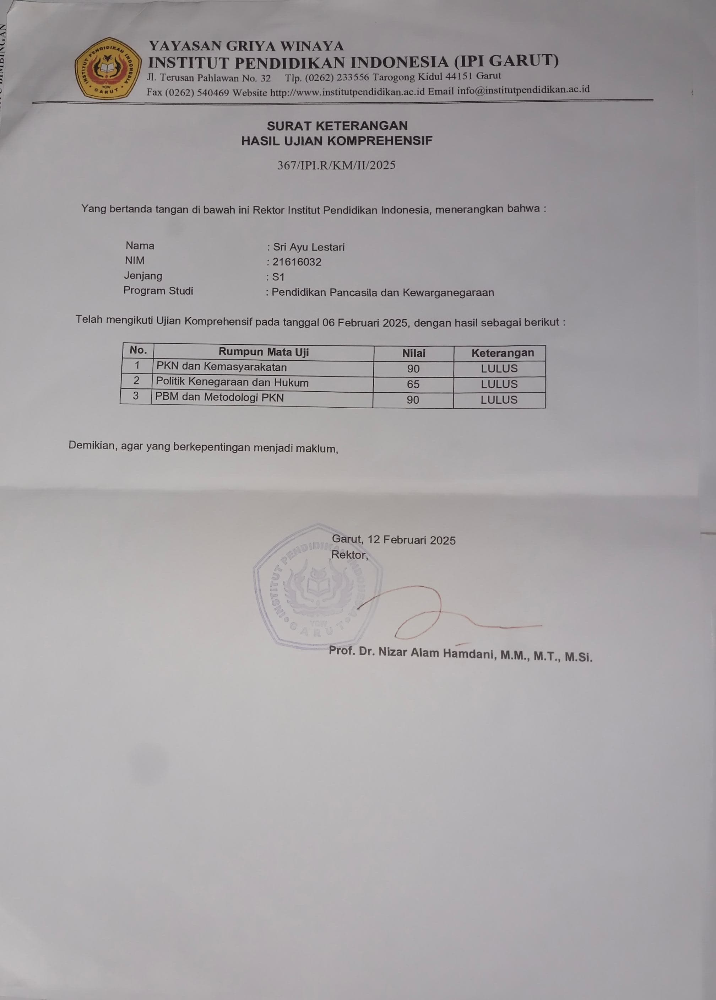 BIMBINGAN
YAYASAN GRIYA WINAYA
INSTITUT PENDIDIKAN INDONESIA (IPI GARUT)
Jl. Terusan Pahlawan No. 32 Tlp. (0262) 233556 Tarogong Kidul 44151 Garut
Fax (0262) 540469 Website http://www.institutpendidikan.ac.id Email info@institutpendidikan.ac.id
INSTITUT PENDIDIKAN INDONESIA
YGW
GARUT
SURAT KETERANGAN
HASIL UJIAN KOMPREHENSIF
367/IPI.R/KM/II/2025
Yang bertanda tangan di bawah ini Rektor Institut Pendidikan Indonesia, menerangkan bahwa :
Nama : Sri Ayu Lestari
NIM : 21616032
Jenjang : S1
Program Studi : Pendidikan Pancasila dan Kewarganegaraan
Telah mengikuti Ujian Komprehensif pada tanggal 06 Februari 2025, dengan hasil sebagai berikut :
No. Rumpun Mata Uji Nilai Keterangan
1 PKN dan Kemasyarakatan 90 LULUS
2 Politik Kenegaraan dan Hukum 65 LULUS
3 PBM dan Metodologi PKN 90 LULUS
Demikian, agar yang berkepentingan menjadi maklum,
Garut, 12 Februari 2025
Rektor,
INSTITUT PENDIDIKAN INDONESIA
YGW
GARUT
Prof. Dr. Nizar Alam Hamdani, M.M., M.T., M.Si.